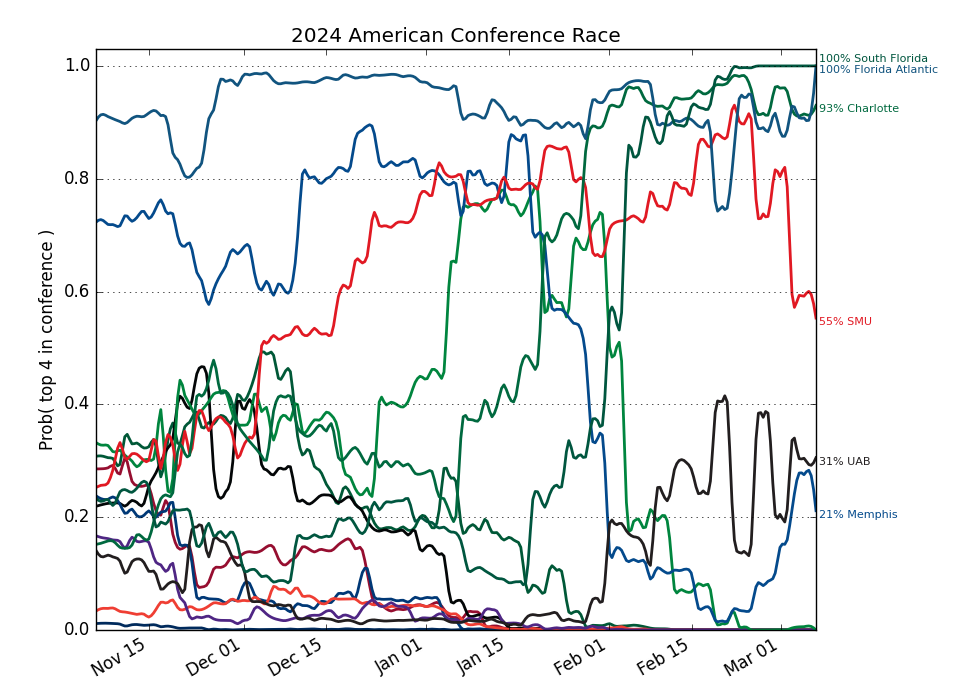 2024 American Conference Race
Prob( top 4 in conference )
1.0
0.8
0.6
0.4
0.2
0.0
Nov 15
Dec 01
Dec 15
Jan 01
Jan 15
Feb 01
Feb 15
Mar 01
100% South Florida
100% Florida Atlantic
93% Charlotte
55% SMU
31% UAB
21% Memphis